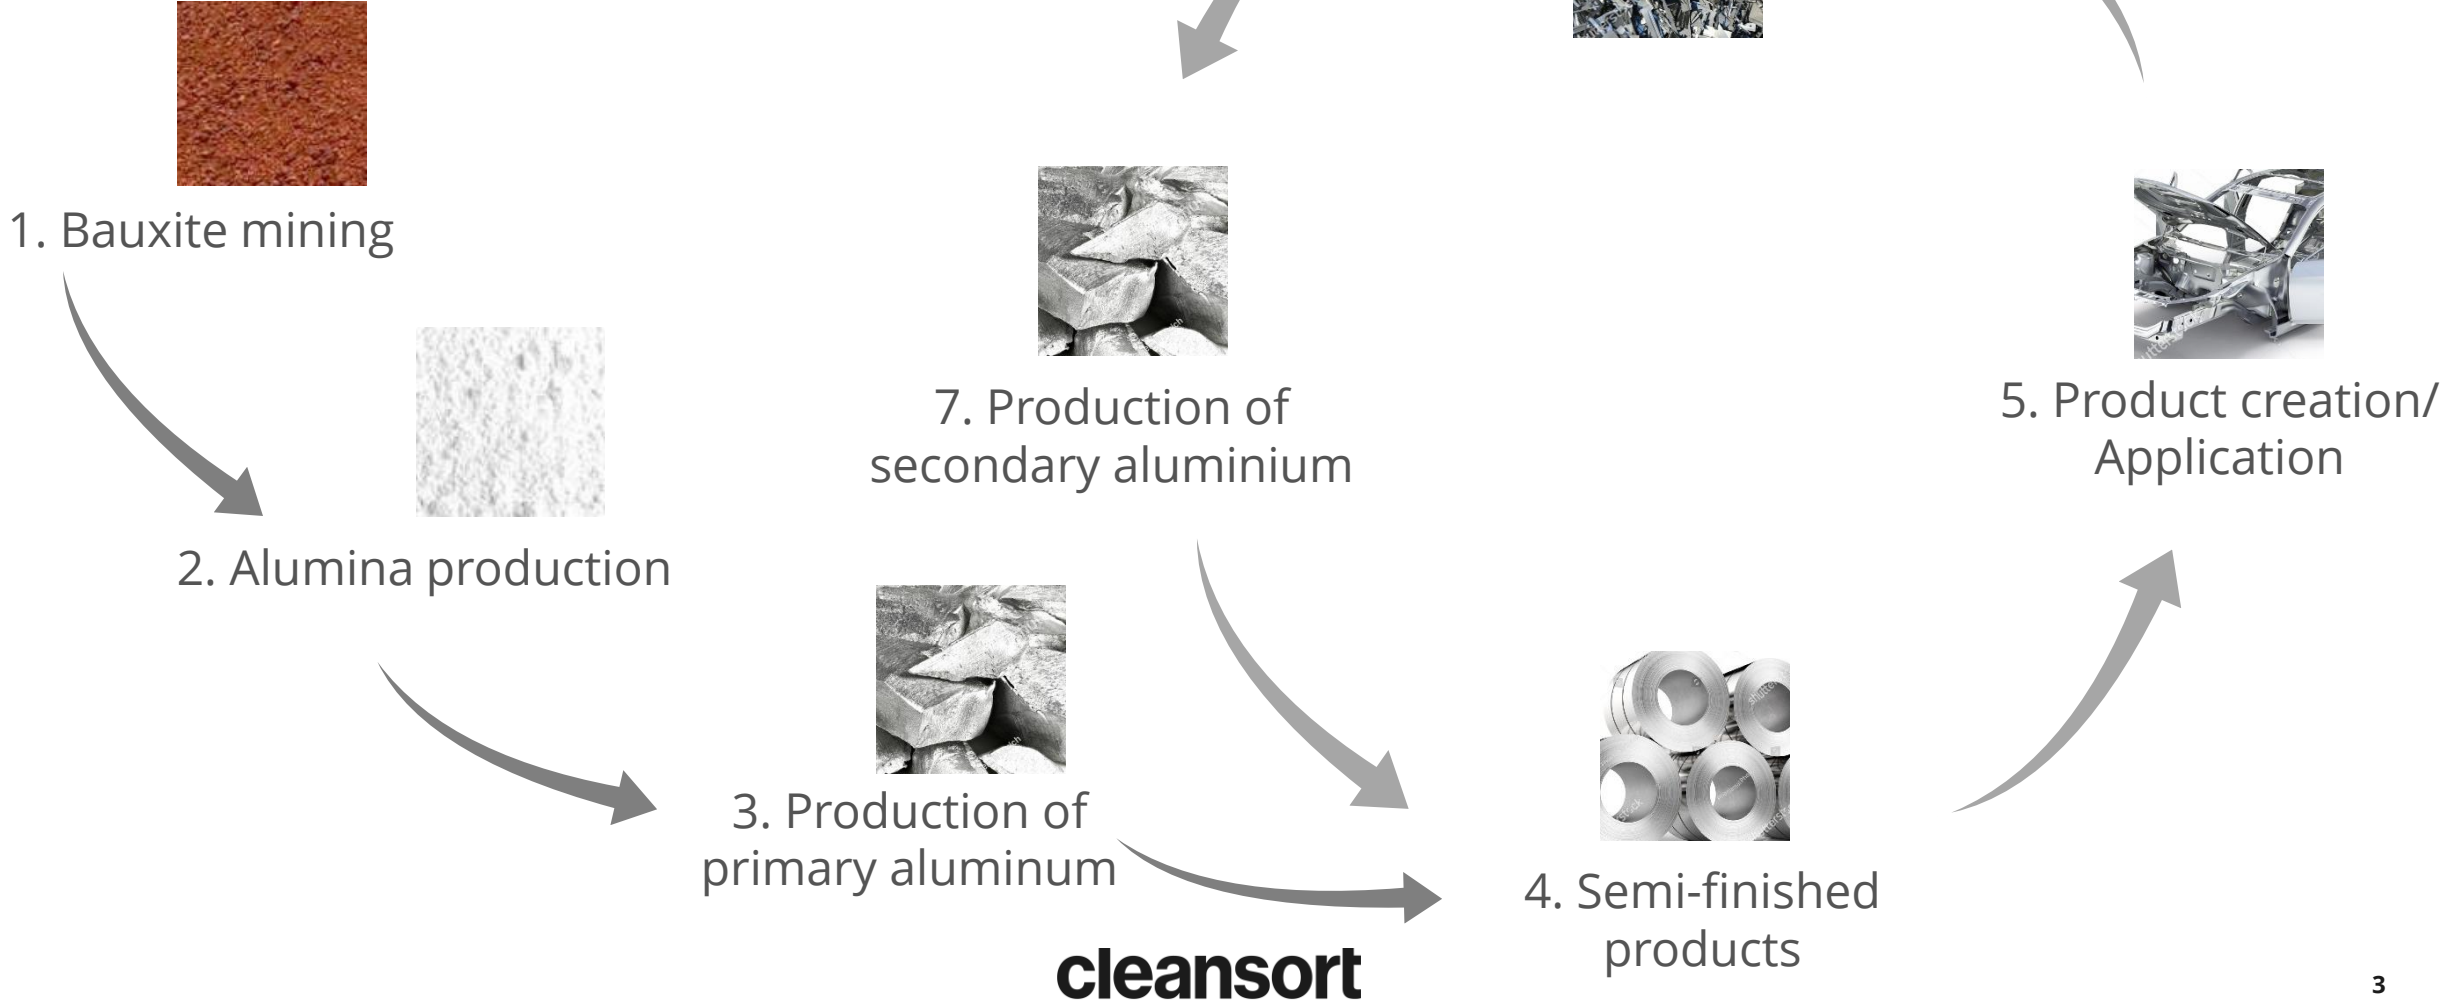 1. Bauxite mining
2. Alumina production
7. Production of
secondary aluminium
5. Product creation/
Application
3. Production of
primary aluminum
4. Semi-finished
products
cleansort
3